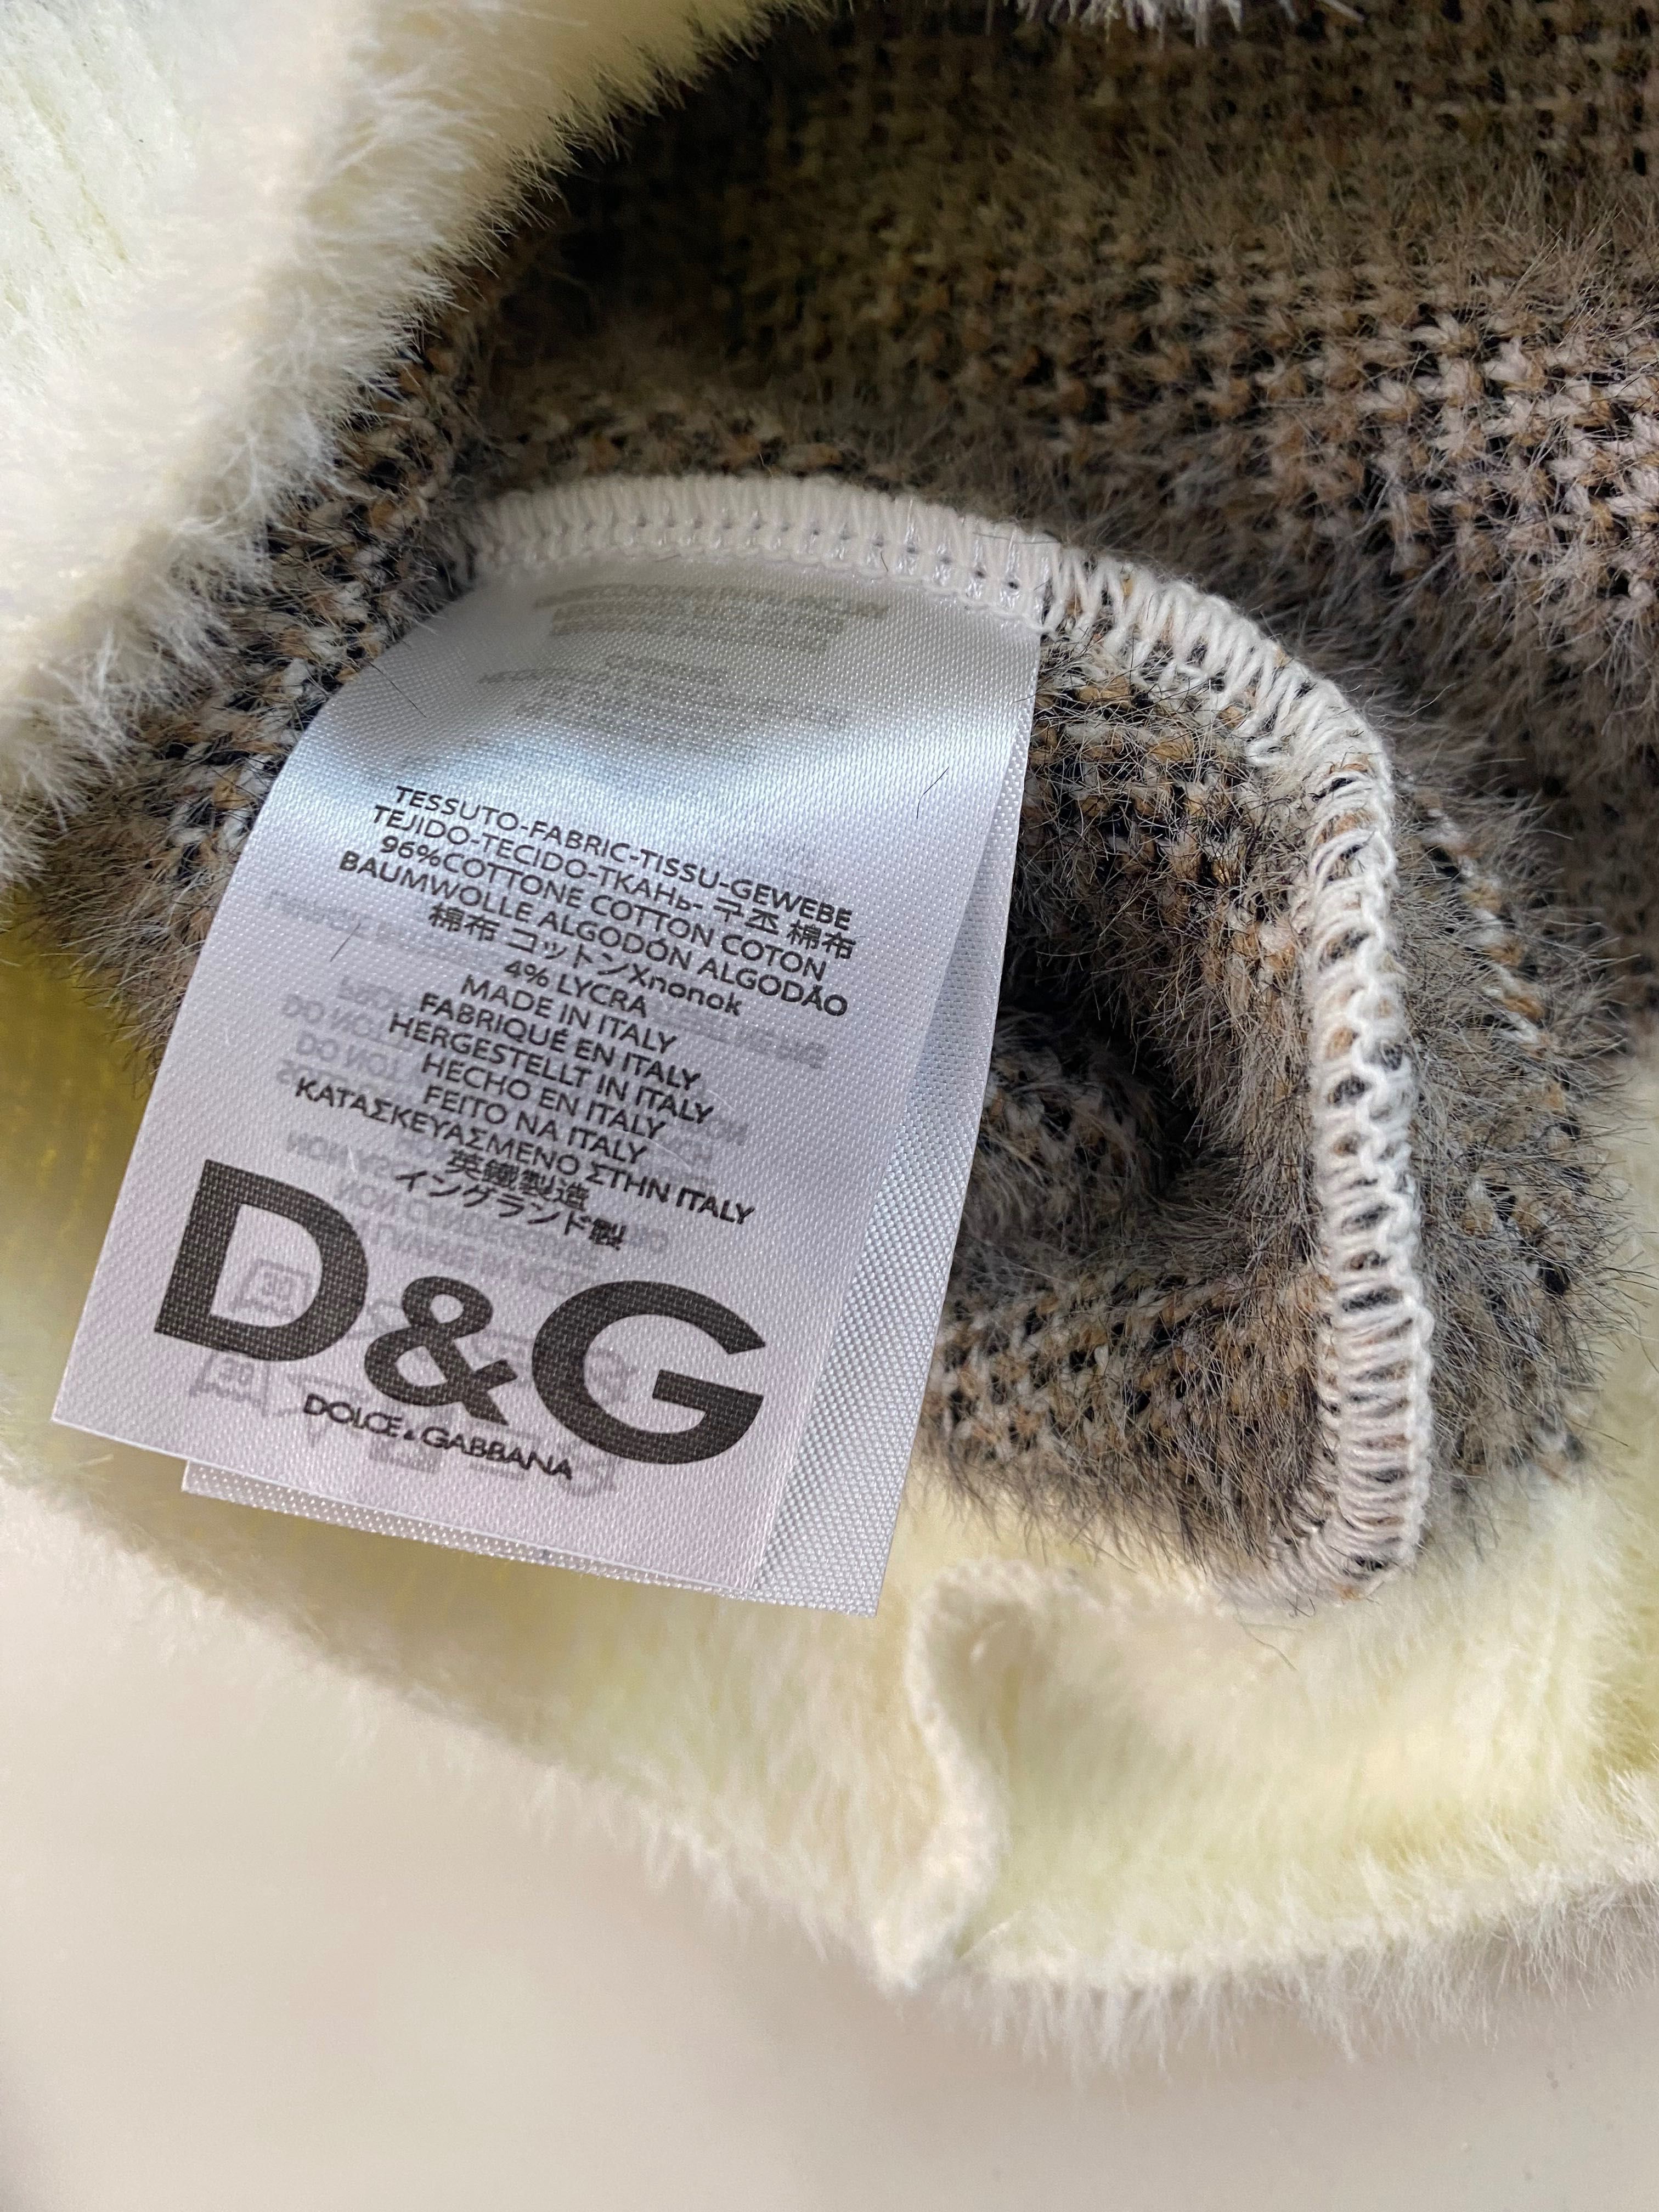 TESSUTO-FABRIC-TISSU-GEWEBE
TEJIDO-TECIDO-ТКАНЬ- 구조 棉布
96%COTTONE COTTON COTON
BAUMWOLLE ALGODÓN ALGODÃO
棉布 コットンXnonok
4% LYCRA
MADE IN ITALY
FABRIQUÉ EN ITALY
HERGESTELLT IN ITALY
HECHO EN ITALY
FEITO NA ITALY
ΚΑΤΑΣΚΕΥΑΣΜΕΝΟ ΣΤΗΝ ITALY
英鐵製造
イングランド製
D&G
DOLCE & GABBANA